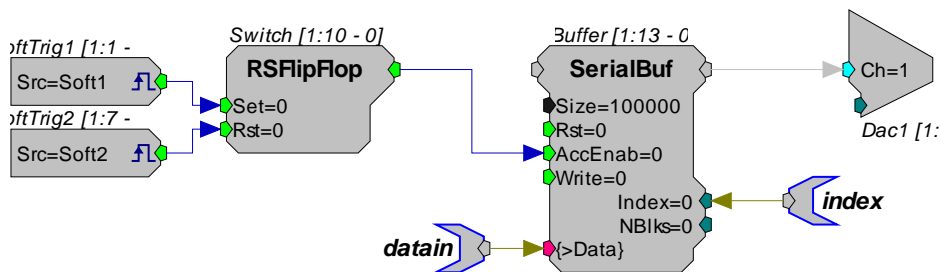 oftTrig1 [1:1 -
Src=Soft1
oftTrig2 [1:7 -
Src=Soft2
Switch [1:10 - 0]
RSFlipFlop
Set=0
Rst=0
Buffer [1:13 - 0
SerialBuf
Size=100000
Rst=0
AccEnab=0
Write=0
Index=0
NBlks=0
{>Data}
datain
index
Ch=1
Dac1 [1: